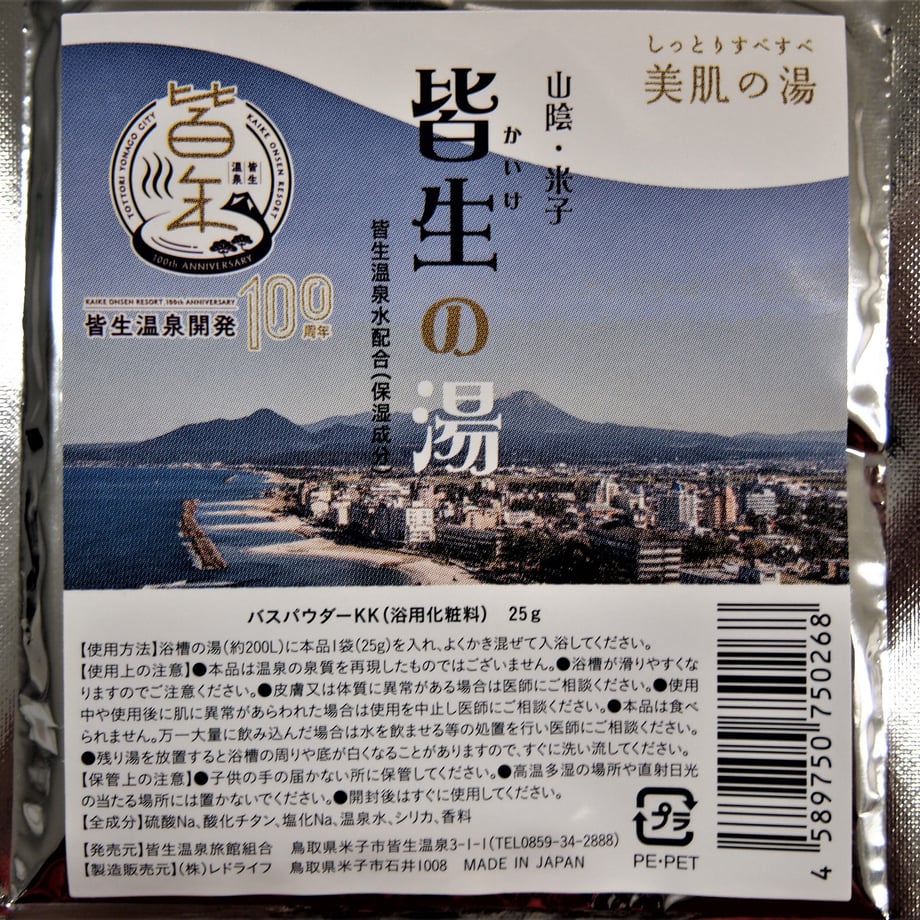 しっとりすべすべ
美肌の湯
山陰・米子
皆生の湯
かいけ
皆生温泉水配合(保湿成分)
皆生
TOTTORI YONAGO CITY
KAIKE ONSEN RESORT
皆生
温泉
100th ANNIVERSARY
KAIKE ONSEN RESORT 100th ANNIVERSARY
皆生温泉開発
100
周年
バスパウダーKK(浴用化粧料) 25g
【使用方法】浴槽の湯(約200L)に本品1袋(25g)を入れ、よくかき混ぜて入浴してください。
【使用上の注意】●本品は温泉の泉質を再現したものではございません。●浴槽が滑りやすくな
りますのでご注意ください。●皮膚又は体質に異常がある場合は医師にご相談ください。●使用
中や使用後に肌に異常があらわれた場合は使用を中止し医師にご相談ください。●本品は食べ
られません。万一大量に飲み込んだ場合は水を飲ませる等の処置を行い医師にご相談ください。
●残り湯を放置すると浴槽の周りや底が白くなることがありますので、すぐに洗い流してください。
【保管上の注意】●子供の手の届かない所に保管してください。●高温多湿の場所や直射日光
の当たる場所には置かないでください。●開封後はすぐに使用してください。
【全成分】硫酸Na、酸化チタン、塩化Na、温泉水、シリカ、香料
【発売元】皆生温泉旅館組合 鳥取県米子市皆生温泉3-1-1(TEL0859-34-2888)
【製造販売元】(株)レドライフ 鳥取県米子市石井1008 MADE IN JAPAN
プラ
PE・PET
4 589750 750268